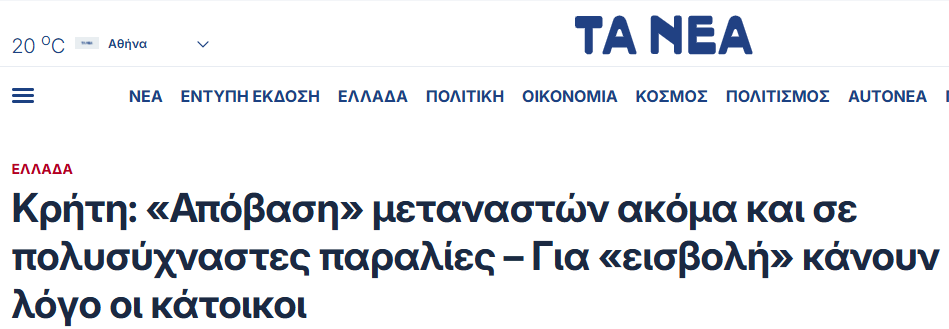 ΤΑ ΝΕΑ
20 °C Αθήνα
ΝΕΑ ΕΝΤΥΠΗ ΕΚΔΟΣΗ ΕΛΛΑΔΑ ΠΟΛΙΤΙΚΗ ΟΙΚΟΝΟΜΙΑ ΚΟΣΜΟΣ ΠΟΛΙΤΙΣΜΟΣ AUTONEA
ΕΛΛΑΔΑ
Κρήτη: «Απόβαση» μεταναστών ακόμα και σε
πολυσύχναστες παραλίες – Για «εισβολή» κάνουν
λόγο οι κάτοικοι